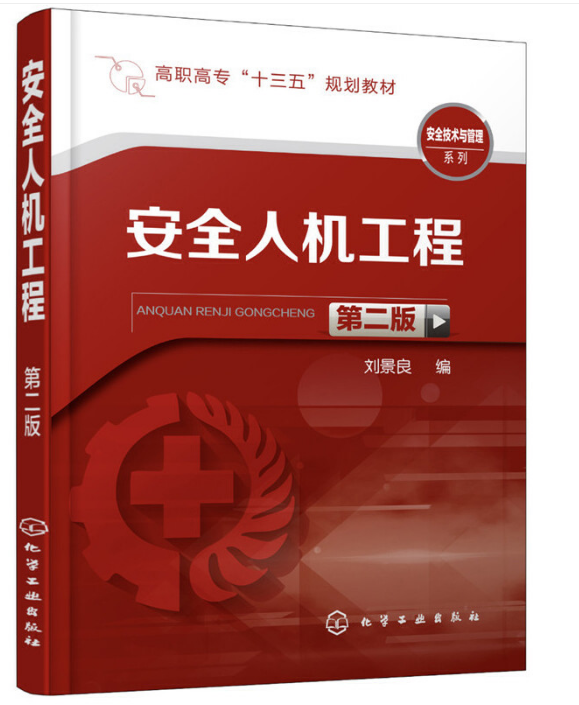 高职高专“十三五”规划教材
安全技术与管理
系列
安全人机工程
ANQUAN RENJI GONGCHENG
第二版
刘景良 编
化学工业出版社
安全人机工程
第二版
化学工业出版社